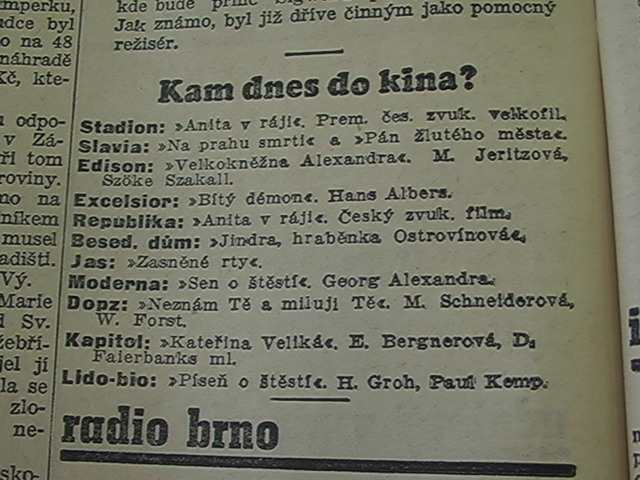 kde bude princ
Jak známo, byl již dříve činným jako pomocný
režisér.
Kam dnes do kina?
Stadion: »Anita v ráji«. Prem. čes. zvuk. velkofil.
Slavia: »Na prahu smrti« a »Pán žlutého města«.
Edison: »Velkokněžna Alexandra«. M. Jeritzová,
Szöke Szakall.
Excelsior: »Bítý démon«. Hans Albers.
Republika: »Anita v ráji«. Český zvuk. film.
Besed. dům: »Jindra, hraběnka Ostrovínová«,
Jas: »Zasněné rty«.
Moderna: »Sen o štěstí«. Georg Alexandra.
Dopz: »Neznám Tě a miluji Tě«. M. Schneiderová,
W. Forst.
Kapitol: »Kateřina Veliká«. E. Bergnerová, D.
Faierbanks ml.
Lido-bio: »Píseň o štěstí«. H. Groh, Paul Kemp.
radio brno
mperku,
dce byl
o na 48
náhradě
Kč, kte-
odpo-
v Zá-
ři tom
roviny.
no na
níkem
musel
adišti.
Vý.
Marie
Sv.
žebří-
jel jí
la se
zlo-
ne-
sko-